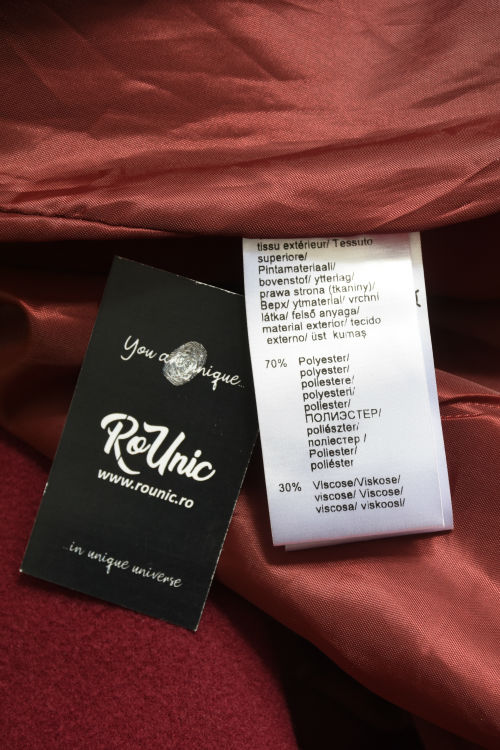 You are unique...
RoUnic
www.rounic.ro
...in unique universe
tissu extérieur/ Tessuto
superiore/
Pintamateriaali/
bovenstof/ ytterlag/
prawa strona (tkaniny)/
Верх/ ytmaterial/ vrchní
látka/ felső anyaga/
material exterior/ tecido
externo/ üst kumaş
70% Polyester/
polyester/
poliestere/
polyesteri/
poliester/
ПОЛИЭСТЕР/
poliészter/
πολιεστερ /
Poliester/
poliéster
30% Viscose/Viskose/
viscose/ Viscose/
viscosa/ viskoosi/